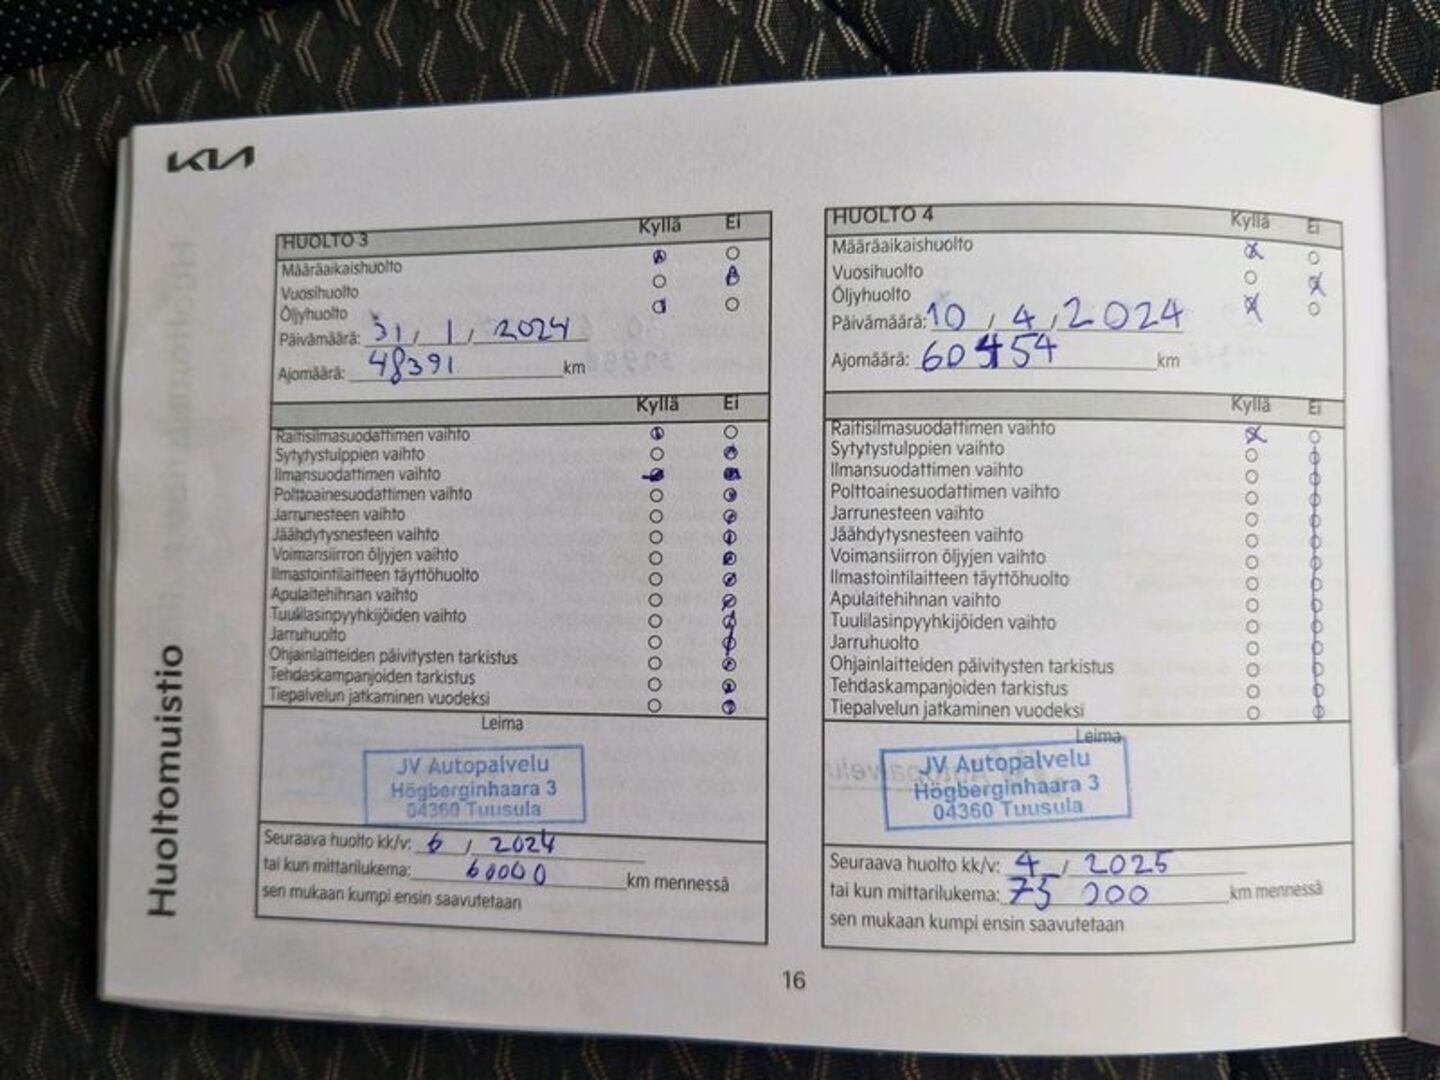 KIA
Huoltomuistio
HUOLTO 3 Kyllä Ei
Määräaikaishuolto
Vuosihuolto
Öljyhuolto
Päivämäärä: 31 / 1 / 2024
Ajomäärä: 48391 km
Kyllä Ei
Raitisilmasuodattimen vaihto
Sytytystulppien vaihto
Ilmansuodattimen vaihto
Polttoainesuodattimen vaihto
Jarrunesteen vaihto
Jäähdytysnesteen vaihto
Voimansiirron öljyjen vaihto
Ilmastointilaitteen täyttöhuolto
Apulaitehihnan vaihto
Tuulilasinpyyhkijöiden vaihto
Jarruhuolto
Ohjainlaitteiden päivitysten tarkistus
Tehdaskampanjoiden tarkistus
Tiepalvelun jatkaminen vuodeksi
Leima
JV Autopalvelu
Högberginhaara 3
04360 Tuusula
Seuraava huolto kk/v: 6 / 2024
tai kun mittarilukema: 60000 km mennessä
sen mukaan kumpi ensin saavutetaan
HUOLTO 4 Kyllä Ei
Määräaikaishuolto
Vuosihuolto
Öljyhuolto
Päivämäärä: 10 / 4 / 2024
Ajomäärä: 60454 km
Kyllä Ei
Raitisilmasuodattimen vaihto
Sytytystulppien vaihto
Ilmansuodattimen vaihto
Polttoainesuodattimen vaihto
Jarrunesteen vaihto
Jäähdytysnesteen vaihto
Voimansiirron öljyjen vaihto
Ilmastointilaitteen täyttöhuolto
Apulaitehihnan vaihto
Tuulilasinpyyhkijöiden vaihto
Jarruhuolto
Ohjainlaitteiden päivitysten tarkistus
Tehdaskampanjoiden tarkistus
Tiepalvelun jatkaminen vuodeksi
Leima
JV Autopalvelu
Högberginhaara 3
04360 Tuusula
Seuraava huolto kk/v: 4 / 2025
tai kun mittarilukema: 75 000 km mennessä
sen mukaan kumpi ensin saavutetaan
16